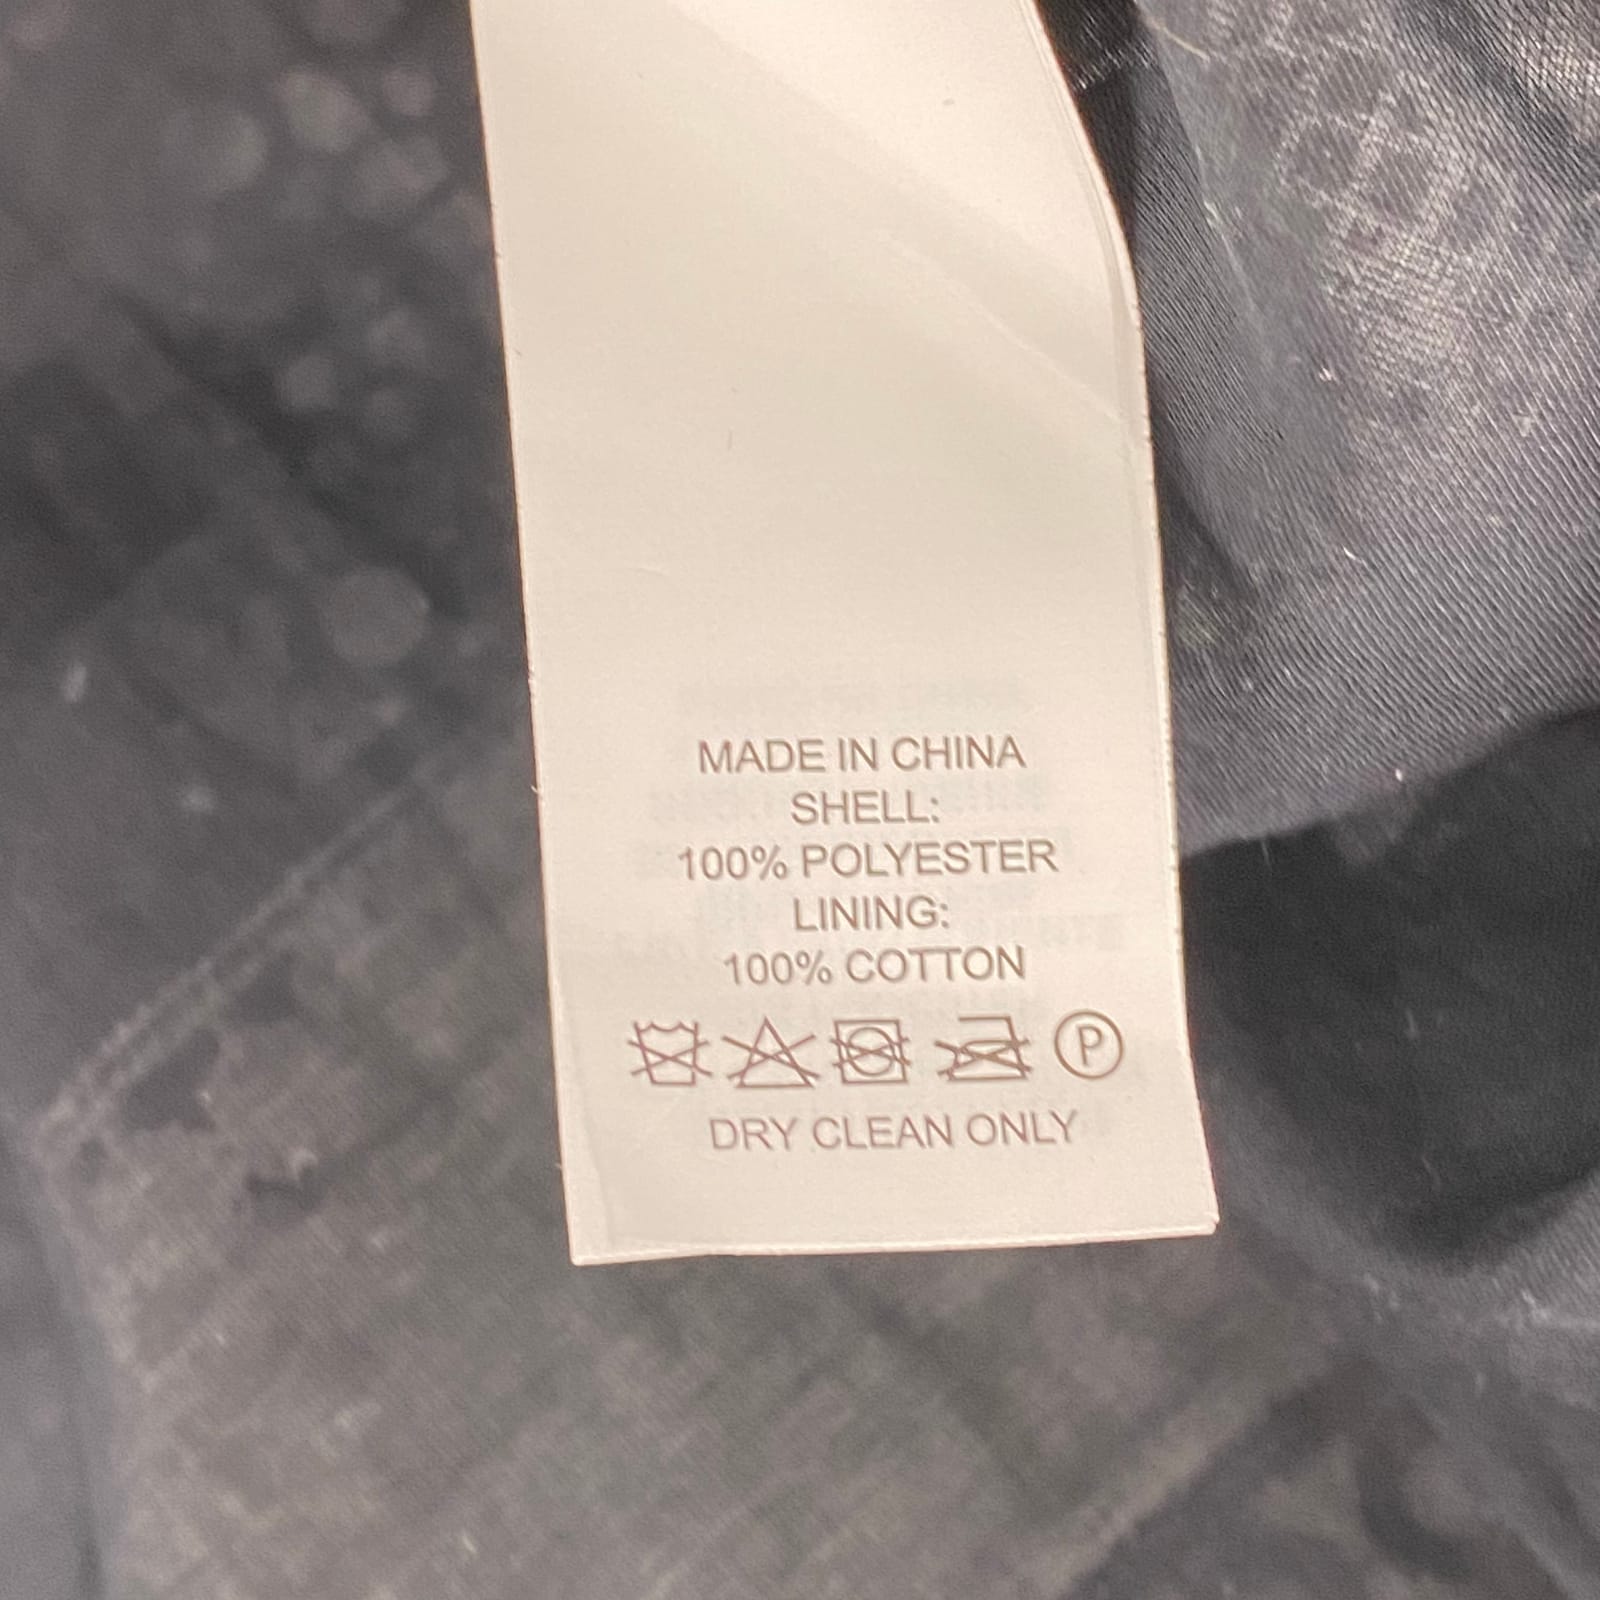 MADE IN CHINA
SHELL:
100% POLYESTER
LINING:
100% COTTON
P
DRY CLEAN ONLY